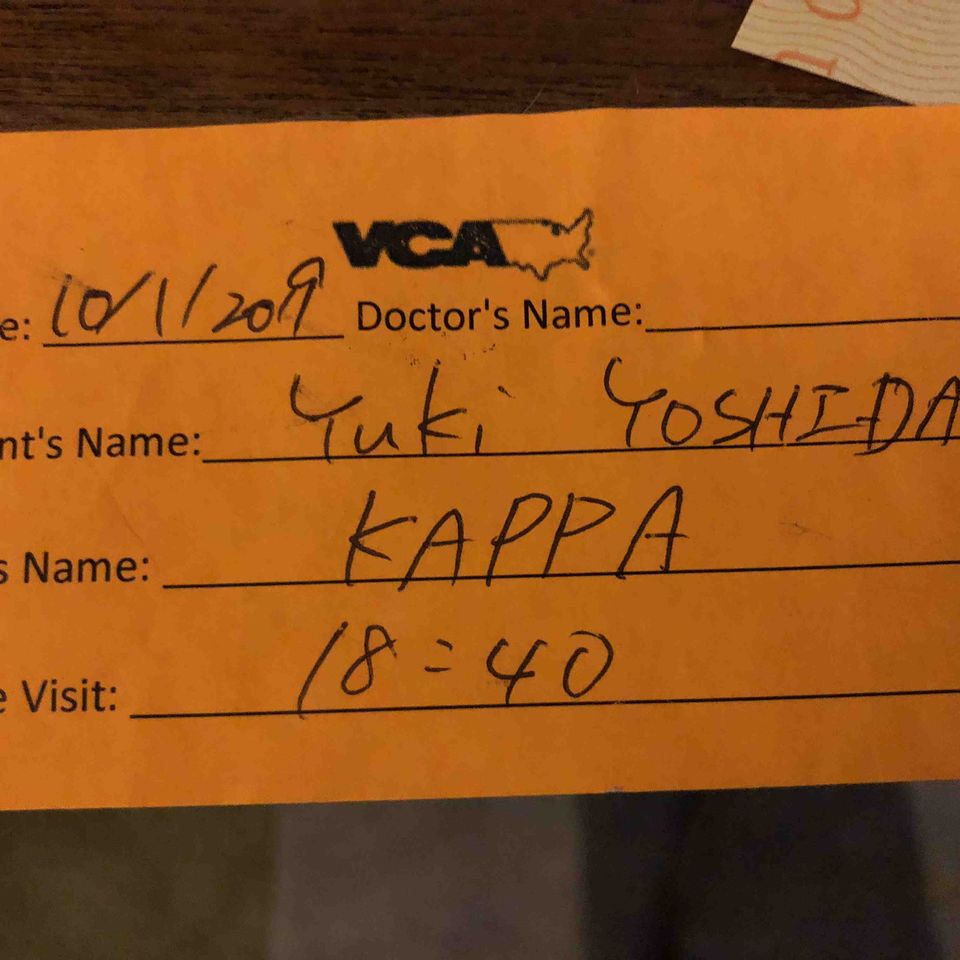 VCA
e: 10/1/2019 Doctor's Name:
nt's Name: Yuki YOSHIDA
s Name: KAPPA
e Visit: 18:40